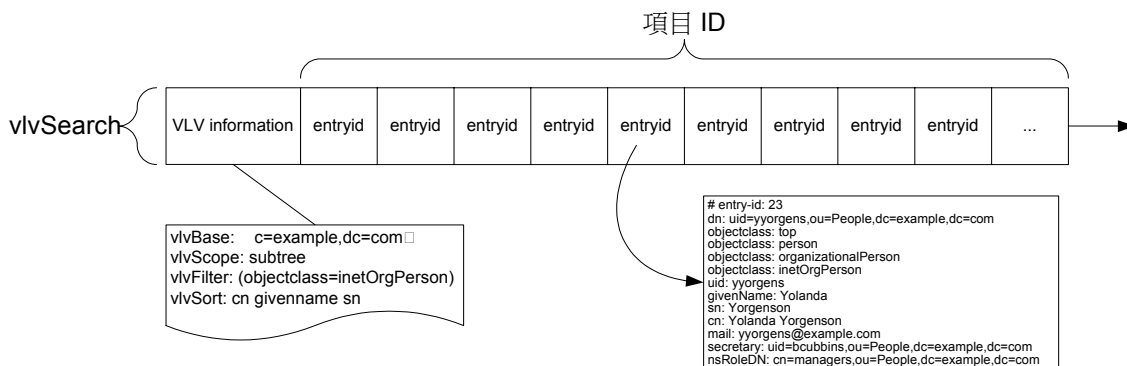 項目 ID
vlvSearch
VLV information entryid entryid entryid entryid entryid entryid entryid entryid entryid ...
vlvBase: c=example,dc=com□
vlvScope: subtree
vlvFilter: (objectclass=inetOrgPerson)
vlvSort: cn givenname sn
# entry-id: 23
dn: uid=yyorgens,ou=People,dc=example,dc=com
objectclass: top
objectclass: person
objectclass: organizationalPerson
objectclass: inetOrgPerson
uid: yyorgens
givenName: Yolanda
sn: Yorgenson
cn: Yolanda Yorgenson
mail: yyorgens@example.com
secretary: uid=bcubbins,ou=People,dc=example,dc=com
nsRoleDN: cn=managers,ou=People,dc=example,dc=com